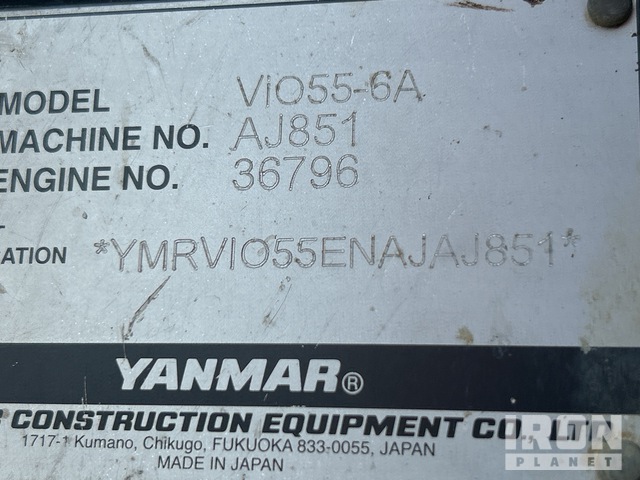 MODEL ViO55-6A
MACHINE NO. AJ851
ENGINE NO. 36796
ATION *YMRVIO55ENAJAJ851*
YANMAR®
CONSTRUCTION EQUIPMENT CO., LTD
1717-1 Kumano, Chikugo, FUKUOKA 833-0055, JAPAN
MADE IN JAPAN
IRON
PLANET